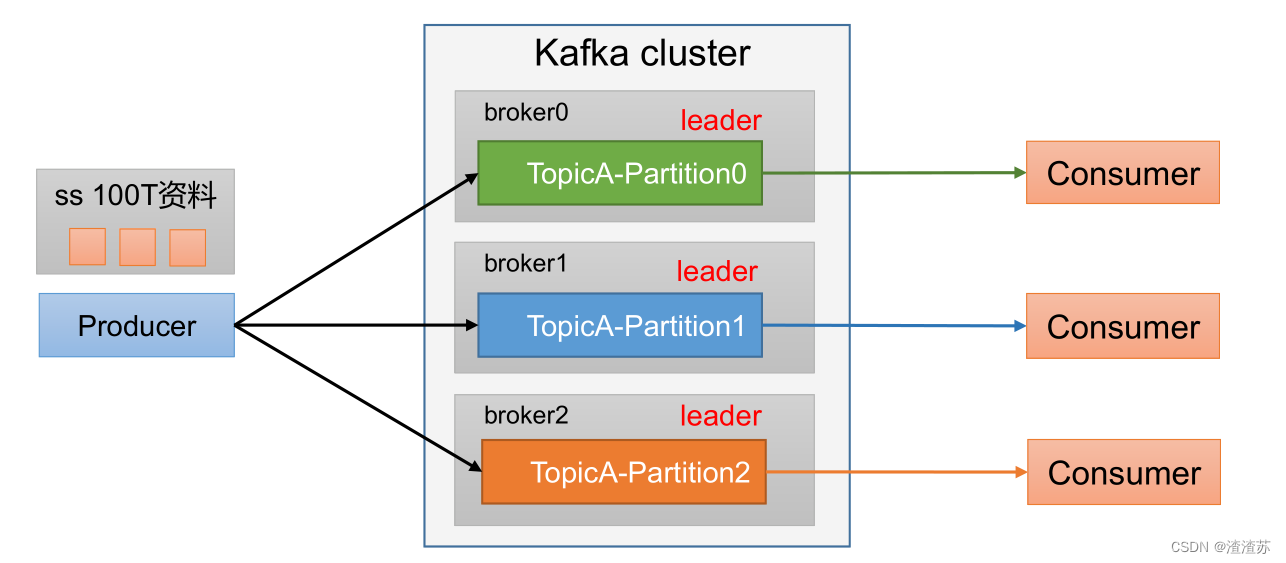 Kafka cluster
broker0
leader
TopicA-Partition0
Consumer
ss 100T资料
Producer
broker1
leader
TopicA-Partition1
Consumer
broker2
leader
TopicA-Partition2
Consumer
CSDN @渣渣苏